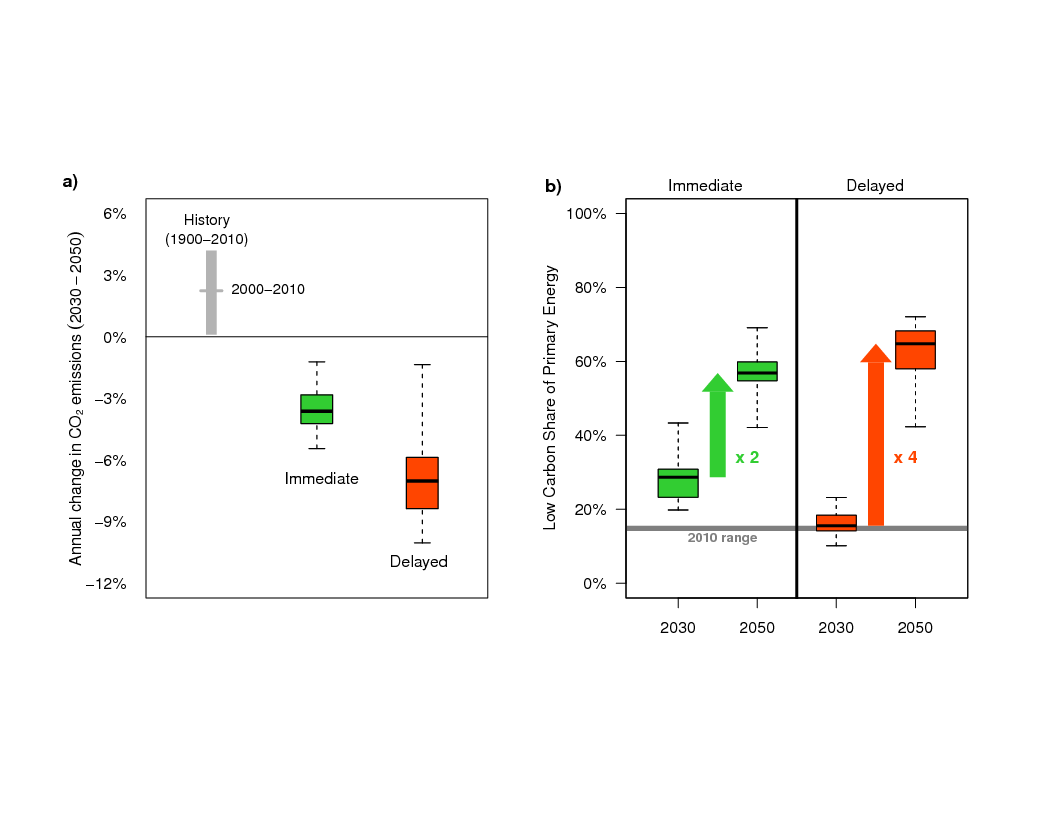 a)
Annual change in CO₂ emissions (2030 – 2050)
6%
3%
0%
−3%
−6%
−9%
−12%
History
(1900–2010)
2000–2010
Immediate
Delayed
b)
Immediate
Delayed
Low Carbon Share of Primary Energy
100%
80%
60%
40%
20%
0%
x 2
x 4
2010 range
2030
2050
2030
2050